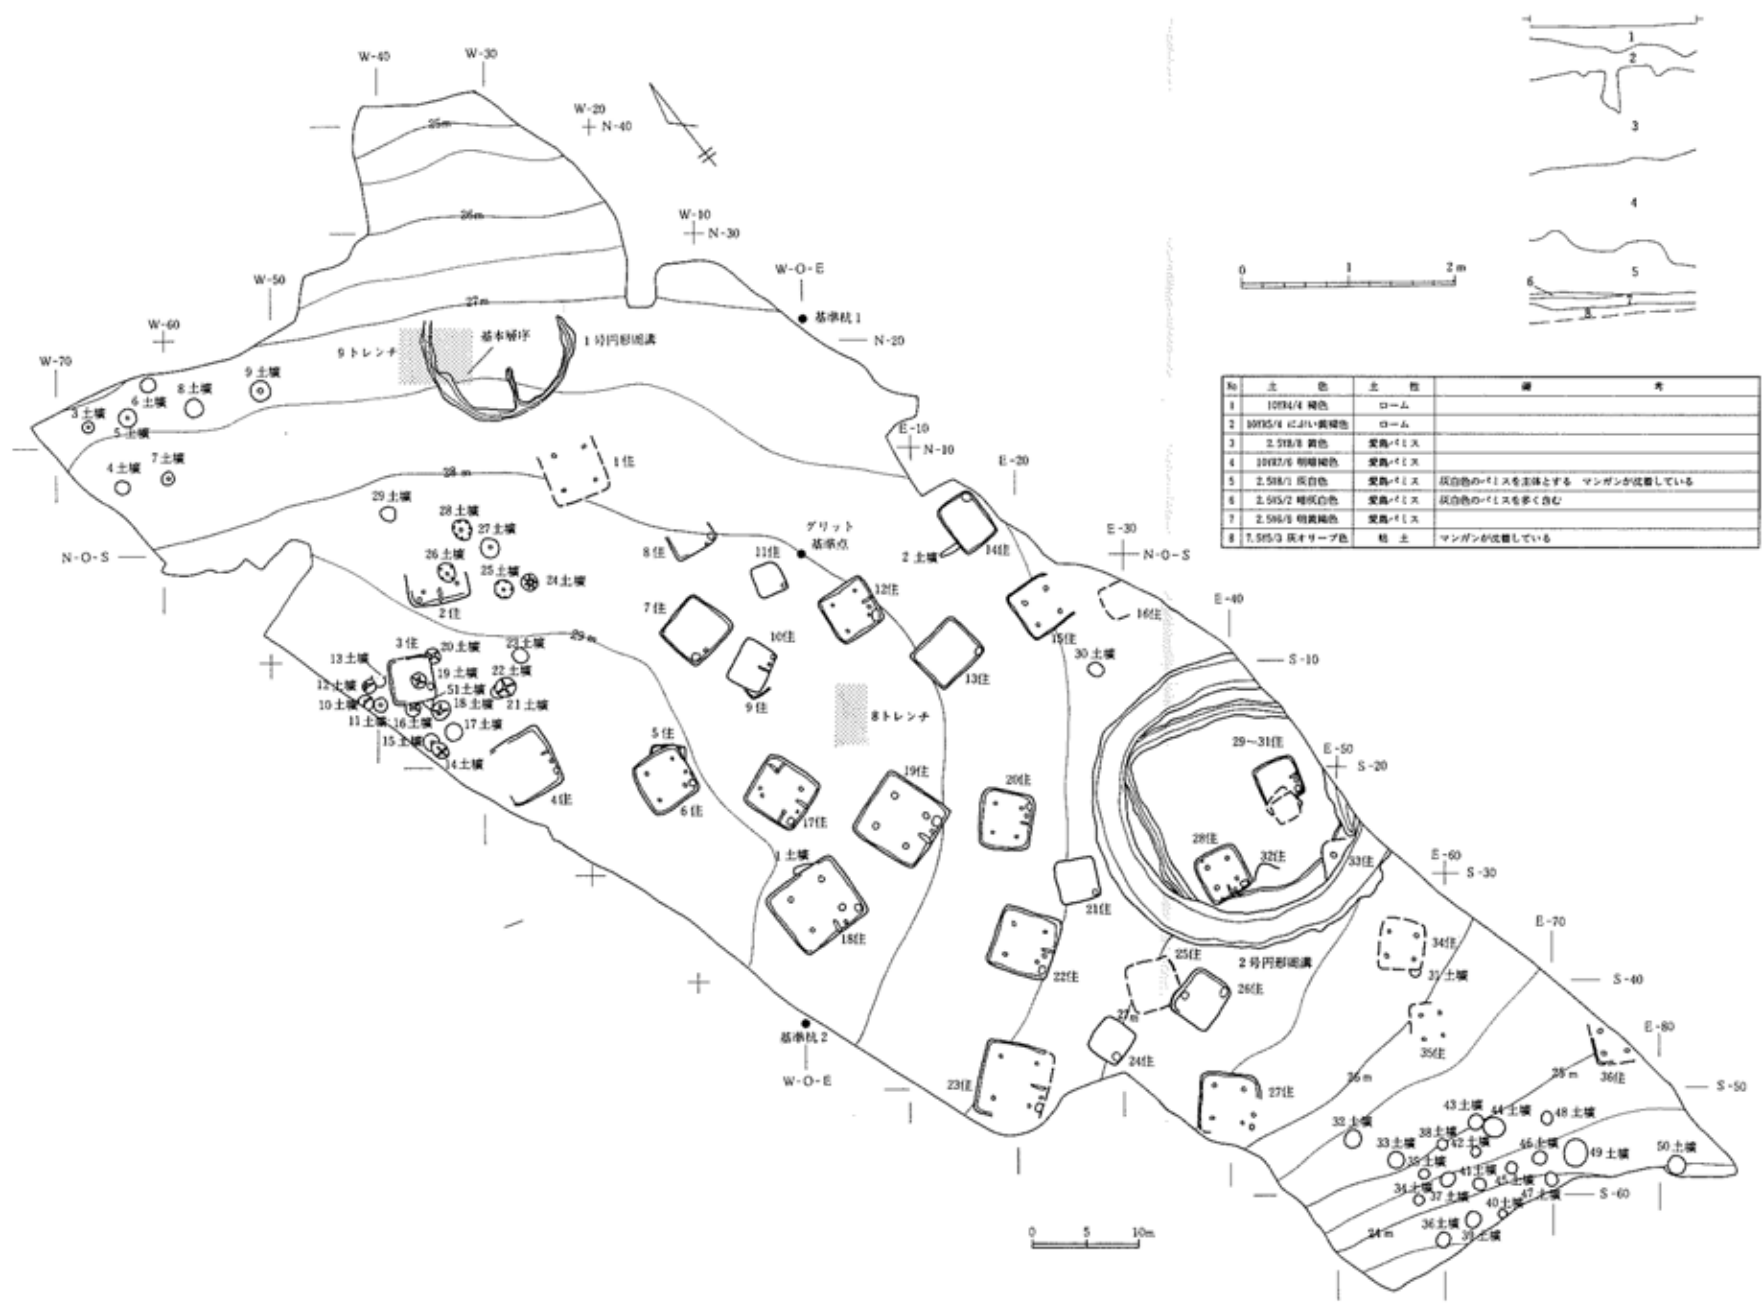 W-40
W-30
W-20
N-40
25m
26m
W-10
N-30
W-50
W-O-E
27m
基準杭1
W-60
N-20
9トレンチ
基本層序
1号円形周溝
W-70
3土壙
6土壙
8土壙
9土壙
5土壙
4土壙
7土壙
E-10
N-10
1住
28m
E-20
29土壙
28土壙
27土壙
26土壙
25土壙
24土壙
2住
N-O-S
グリット
基準点
8住
11住
12住
2土壙
14住
E-30
N-O-S
15住
16住
E-40
7住
10住
9住
13住
30土壙
S-10
29m
3住
13土壙
12土壙
10土壙
11土壙
20土壙
19土壙
51土壙
18土壙
16土壙
17土壙
15土壙
14土壙
23土壙
22土壙
21土壙
8トレンチ
4住
5住
6住
17住
19住
20住
1土壙
18住
21住
22住
29~31住
E-50
S-20
28住
32住
33住
E-60
S-30
2号円形周溝
25住
26住
27m
24住
23住
27住
基準杭2
W-O-E
34住
31土壙
E-70
S-40
35住
36住
E-80
S-50
26m
25m
32土壙
33土壙
38土壙
43土壙
44土壙
48土壙
42土壙
46土壙
49土壙
50土壙
35土壙
41土壙
45土壙
34土壙
37土壙
40土壙
47土壙
S-60
36土壙
39土壙
24m
0 5 10m
1
2
3
4
5
6
7
8
0 1 2m
No 土色 土性 備考
1 10YR4/4 褐色 ローム
2 10YR5/4 にぶい黄褐色 ローム
3 2.5Y8/8 黄色 愛島パミス
4 愛島パミス
5 2.5Y8/1 灰白色 愛島パミス 灰白色のパミスを主体とする マンガンが沈着している
6 2.5Y5/2 暗灰白色 愛島パミス 灰白色のパミスを多く含む
7 明黄褐色 愛島パミス
8 7.5Y5/3 灰オリーブ色 粘土 マンガンが沈着している